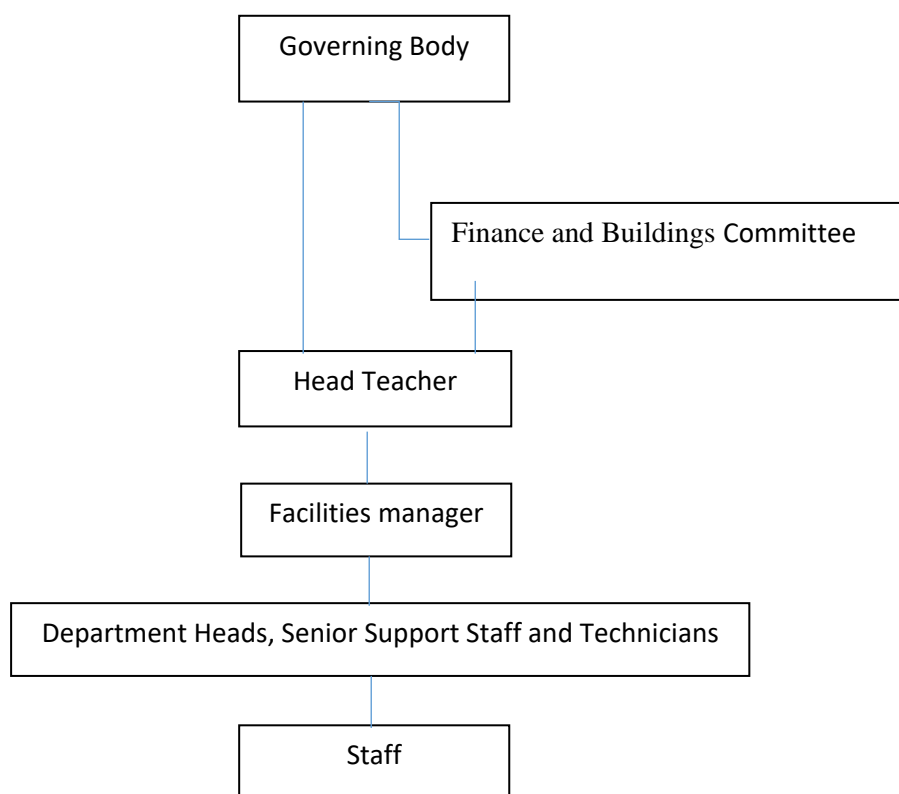 Governing Body
Finance and Buildings Committee
Head Teacher
Facilities manager
Department Heads, Senior Support Staff and Technicians
Staff